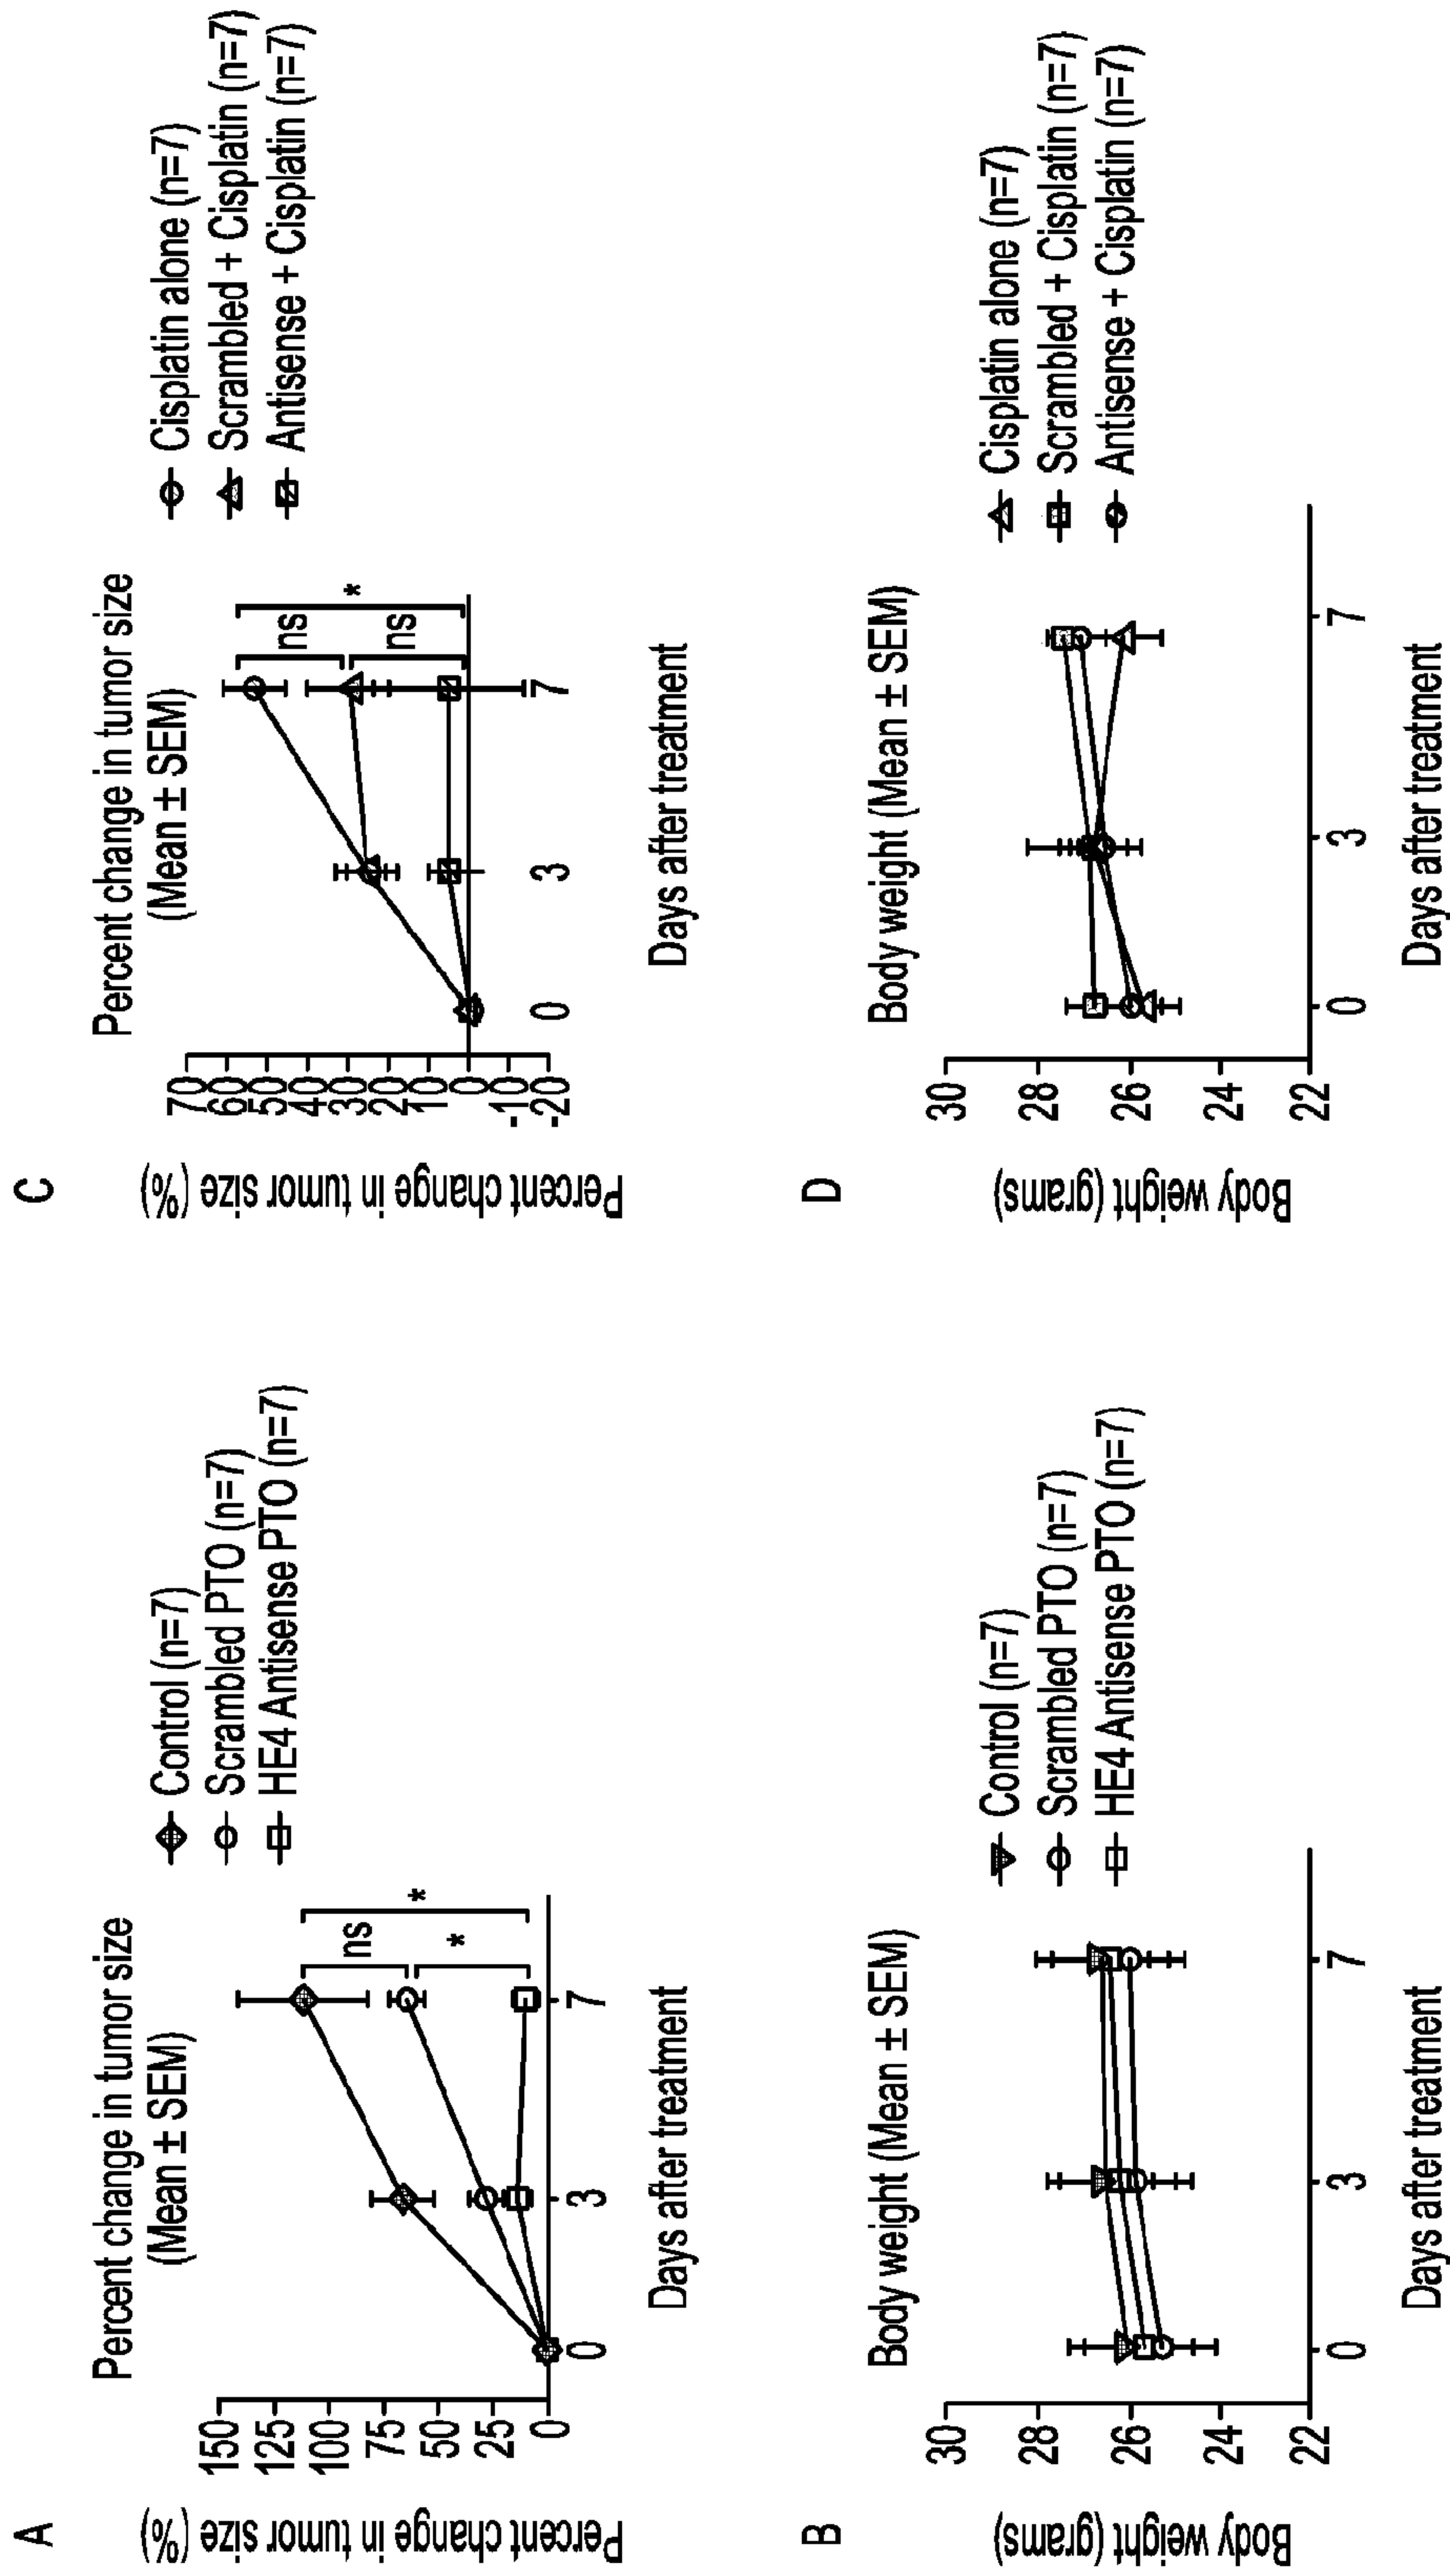 A
Percent change in tumor size
(Mean ± SEM)
Percent change in tumor size (%)
150
125
100
75
50
25
0
0
3
7
Days after treatment
ns
*
*
Control (n=7)
Scrambled PTO (n=7)
HE4 Antisense PTO (n=7)
B
Body weight (Mean ± SEM)
Body weight (grams)
30
28
26
24
22
0
3
7
Days after treatment
Control (n=7)
Scrambled PTO (n=7)
HE4 Antisense PTO (n=7)
C
Percent change in tumor size
(Mean ± SEM)
Percent change in tumor size (%)
70
60
50
40
30
20
10
0
-10
-20
0
3
7
Days after treatment
ns
ns
*
Cisplatin alone (n=7)
Scrambled + Cisplatin (n=7)
Antisense + Cisplatin (n=7)
D
Body weight (Mean ± SEM)
Body weight (grams)
30
28
26
24
22
0
3
7
Days after treatment
Cisplatin alone (n=7)
Scrambled + Cisplatin (n=7)
Antisense + Cisplatin (n=7)